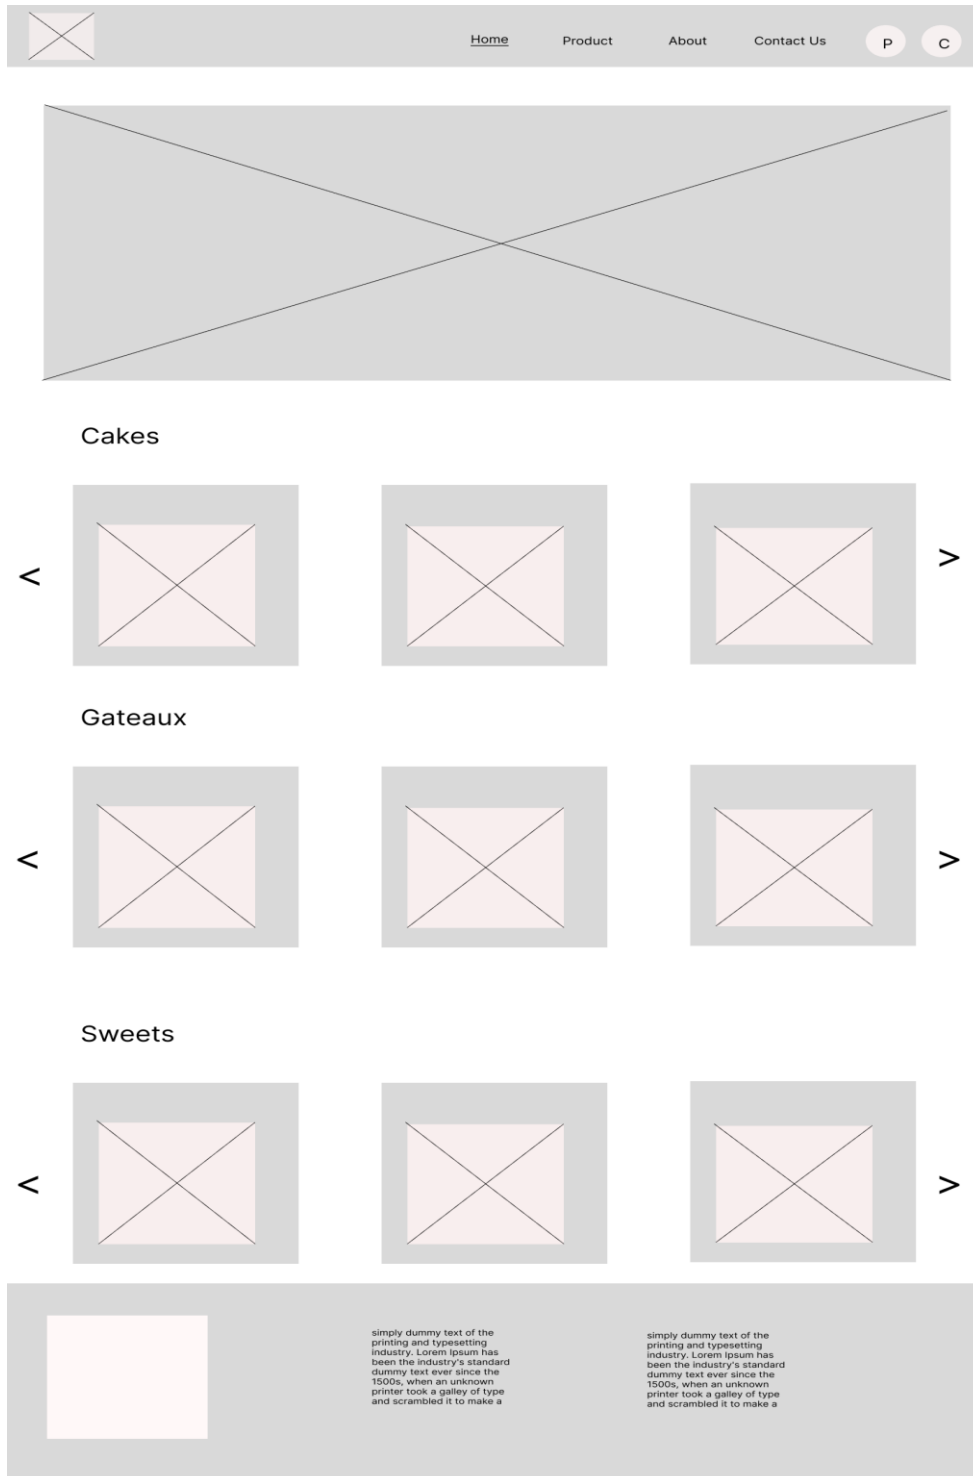 Home Product About Contact Us P C
Cakes
< >
Gateaux
< >
Sweets
< >
simply dummy text of the
printing and typesetting
industry. Lorem Ipsum has
been the industry's standard
dummy text ever since the
1500s, when an unknown
printer took a galley of type
and scrambled it to make a
simply dummy text of the
printing and typesetting
industry. Lorem Ipsum has
been the industry's standard
dummy text ever since the
1500s, when an unknown
printer took a galley of type
and scrambled it to make a